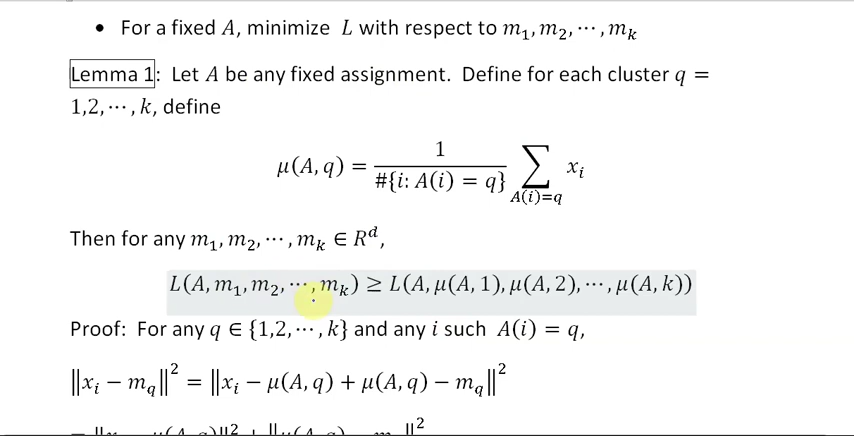 • For a fixed A, minimize L with respect to m₁, m₂, ⋯ , mₖ
Lemma 1: Let A be any fixed assignment. Define for each cluster q =
1,2, ⋯ , k, define
μ(A, q) = 1 / #{i: A(i) = q} ∑_{A(i)=q} xᵢ
Then for any m₁, m₂, ⋯ , mₖ ∈ Rᵈ,
L(A, m₁, m₂, ⋯ , mₖ) ≥ L(A, μ(A, 1), μ(A, 2), ⋯ , μ(A, k))
Proof: For any q ∈ {1,2, ⋯ , k} and any i such A(i) = q,
‖xᵢ − m_q‖² = ‖xᵢ − μ(A, q) + μ(A, q) − m_q‖²